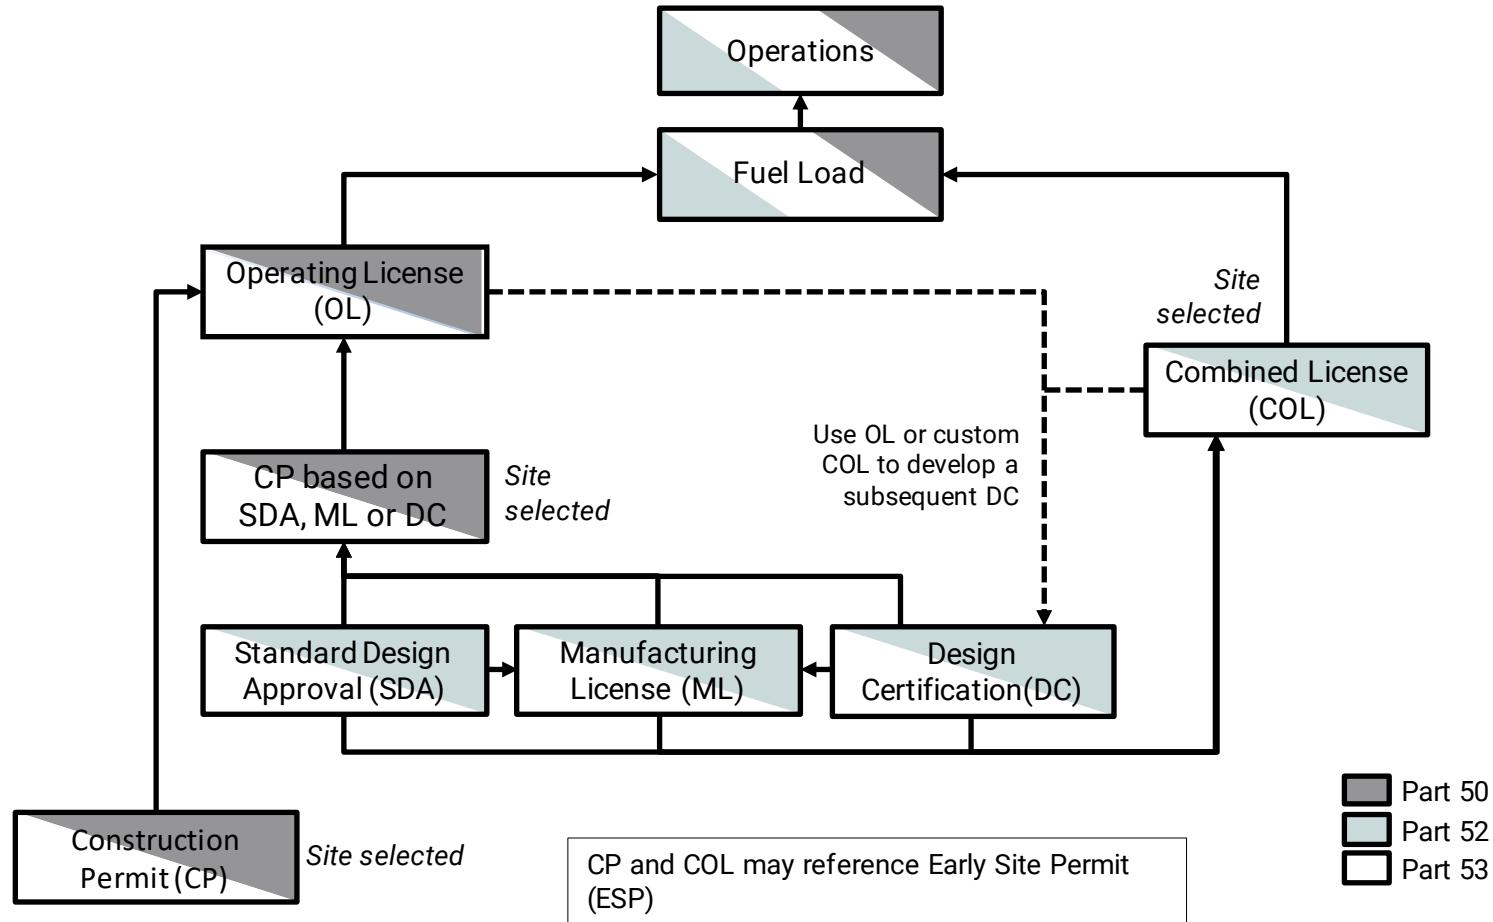 Operations
Fuel Load
Operating License
(OL)
Site
selected
Combined License
(COL)
Use OL or custom
COL to develop a
subsequent DC
CP based on
SDA, ML or DC
Site
selected
Standard Design
Approval (SDA)
Manufacturing
License (ML)
Design
Certification(DC)
Construction
Permit (CP)
Site selected
CP and COL may reference Early Site Permit
(ESP)
Part 50
Part 52
Part 53